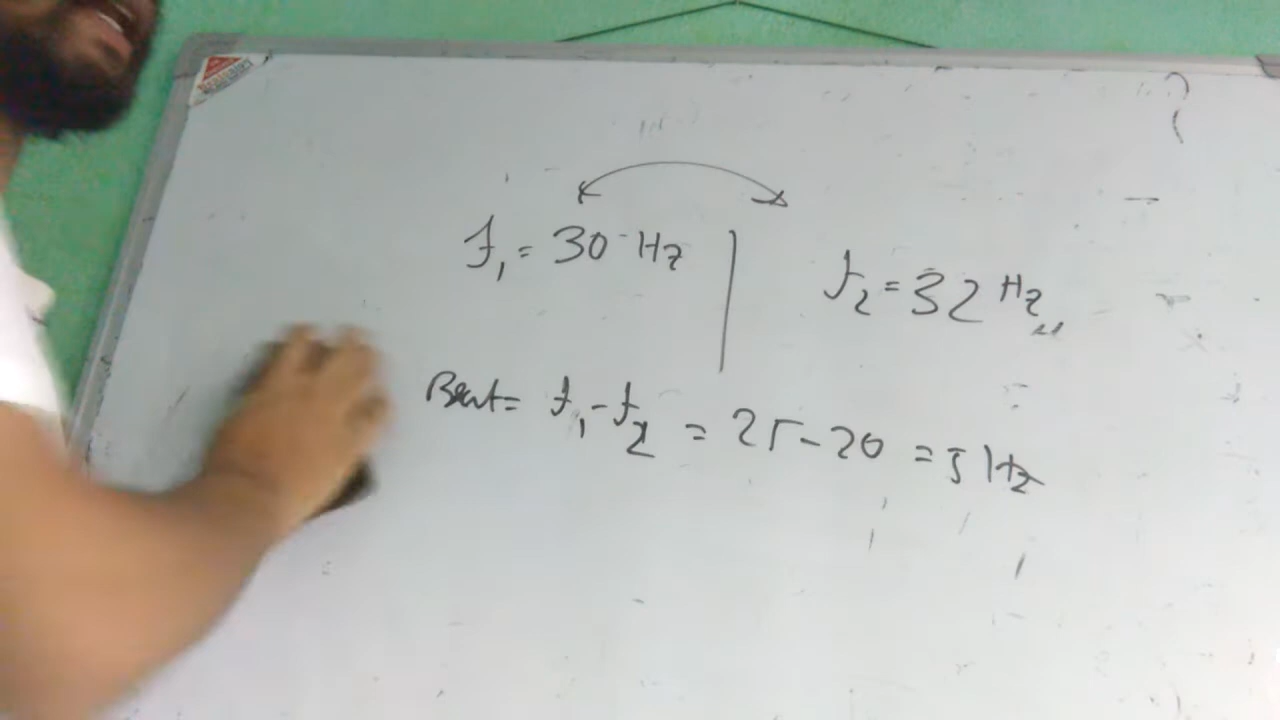 f₁ = 30 Hz
f₂ = 32 Hz
Beat = f₁ - f₂ = 25 - 20 = 5 Hz